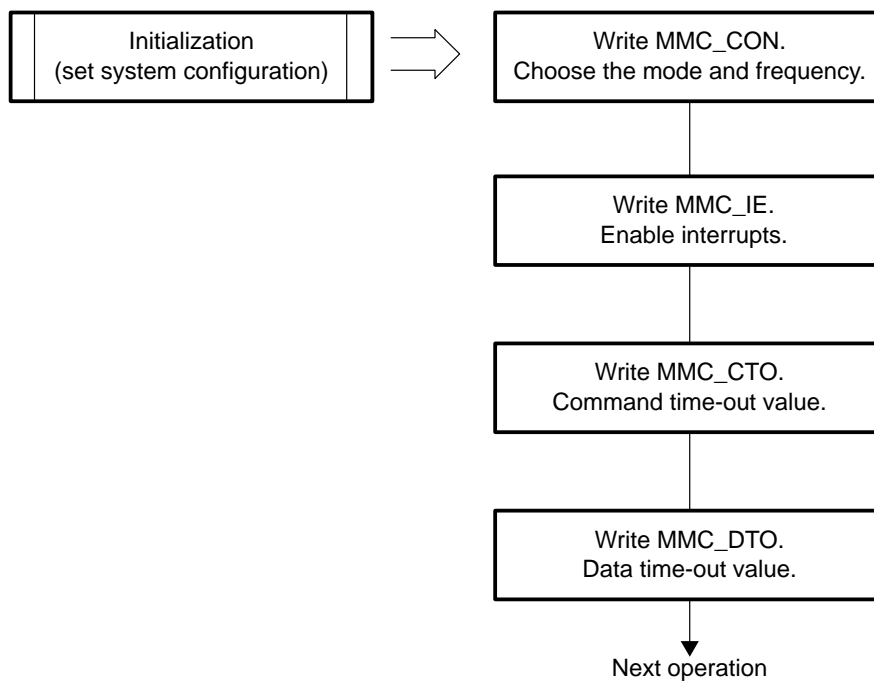 Initialization
(set system configuration)
Write MMC_CON.
Choose the mode and frequency.
Write MMC_IE.
Enable interrupts.
Write MMC_CTO.
Command time-out value.
Write MMC_DTO.
Data time-out value.
Next operation